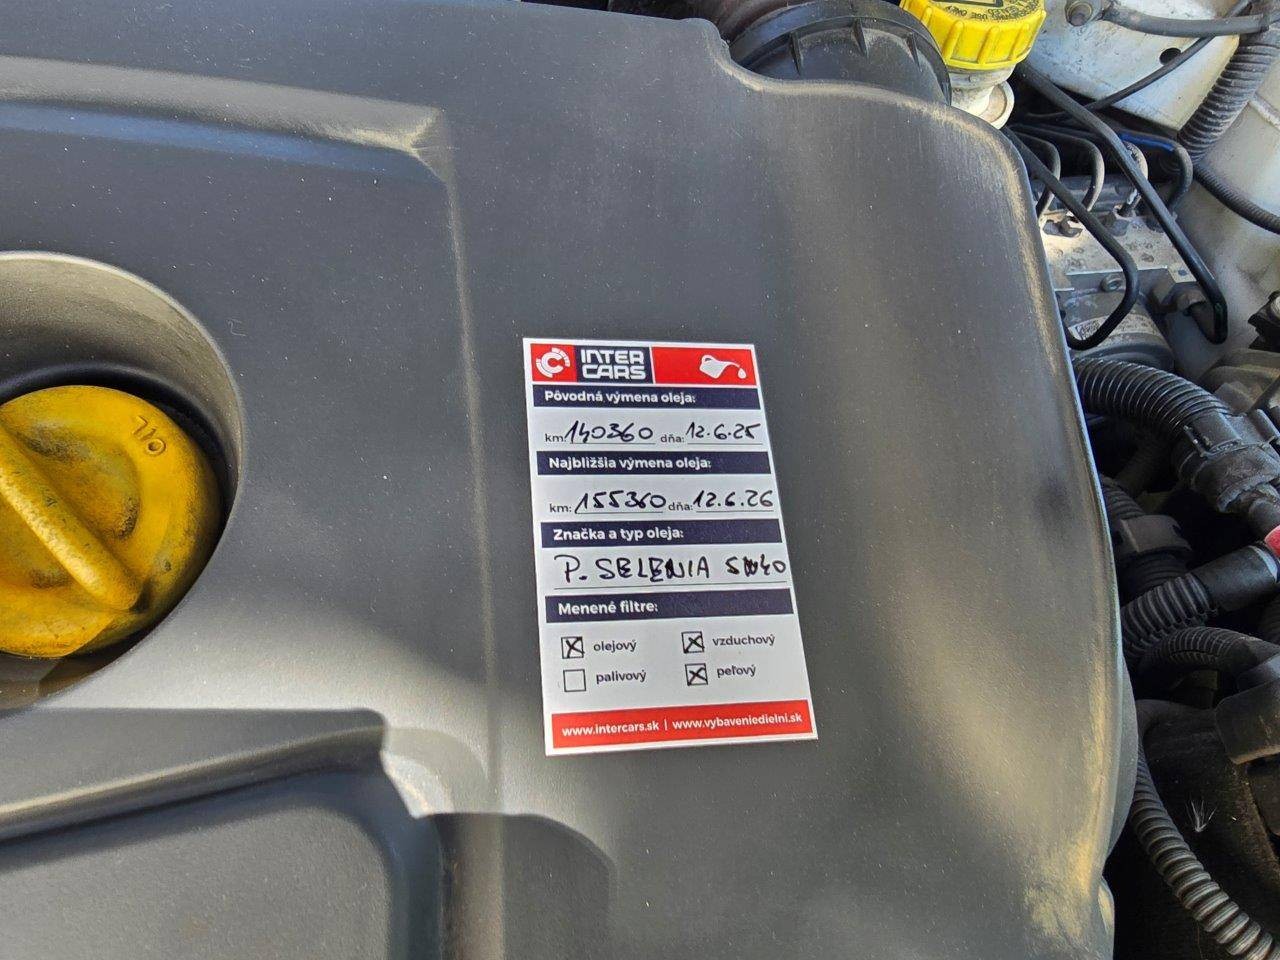 OIL
INTER
CARS
Pôvodná výmena oleja:
km: 140360 dňa: 12.6.25
Najbližšia výmena oleja:
km: 155360 dňa: 12.6.26
Značka a typ oleja:
P. SELENIA 5W40
Menené filtre:
olejový vzduchový
palivový peľový
www.intercars.sk | www.vybaveniedielni.sk